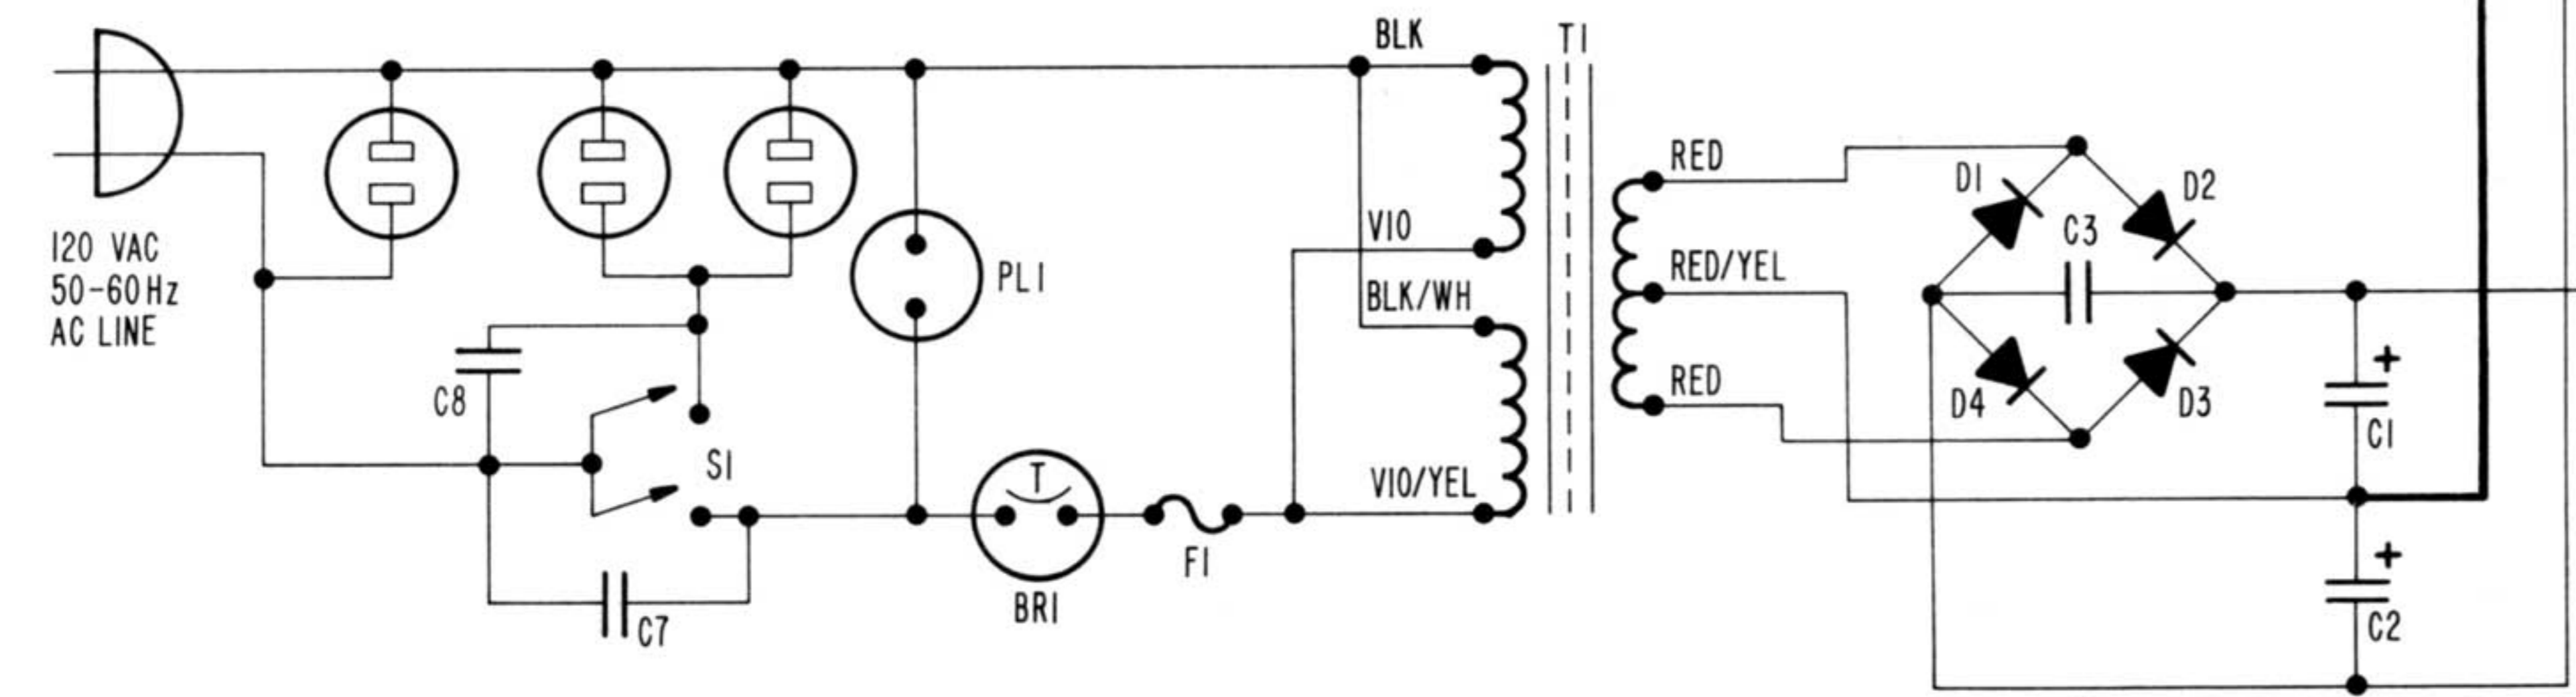 120 VAC
50-60Hz
AC LINE
C8
S1
C7
PL1
T
BR1
F1
BLK
VIO
BLK/WH
VIO/YEL
T1
RED
RED/YEL
RED
D1
D2
C3
D4
D3
+
C1
+
C2